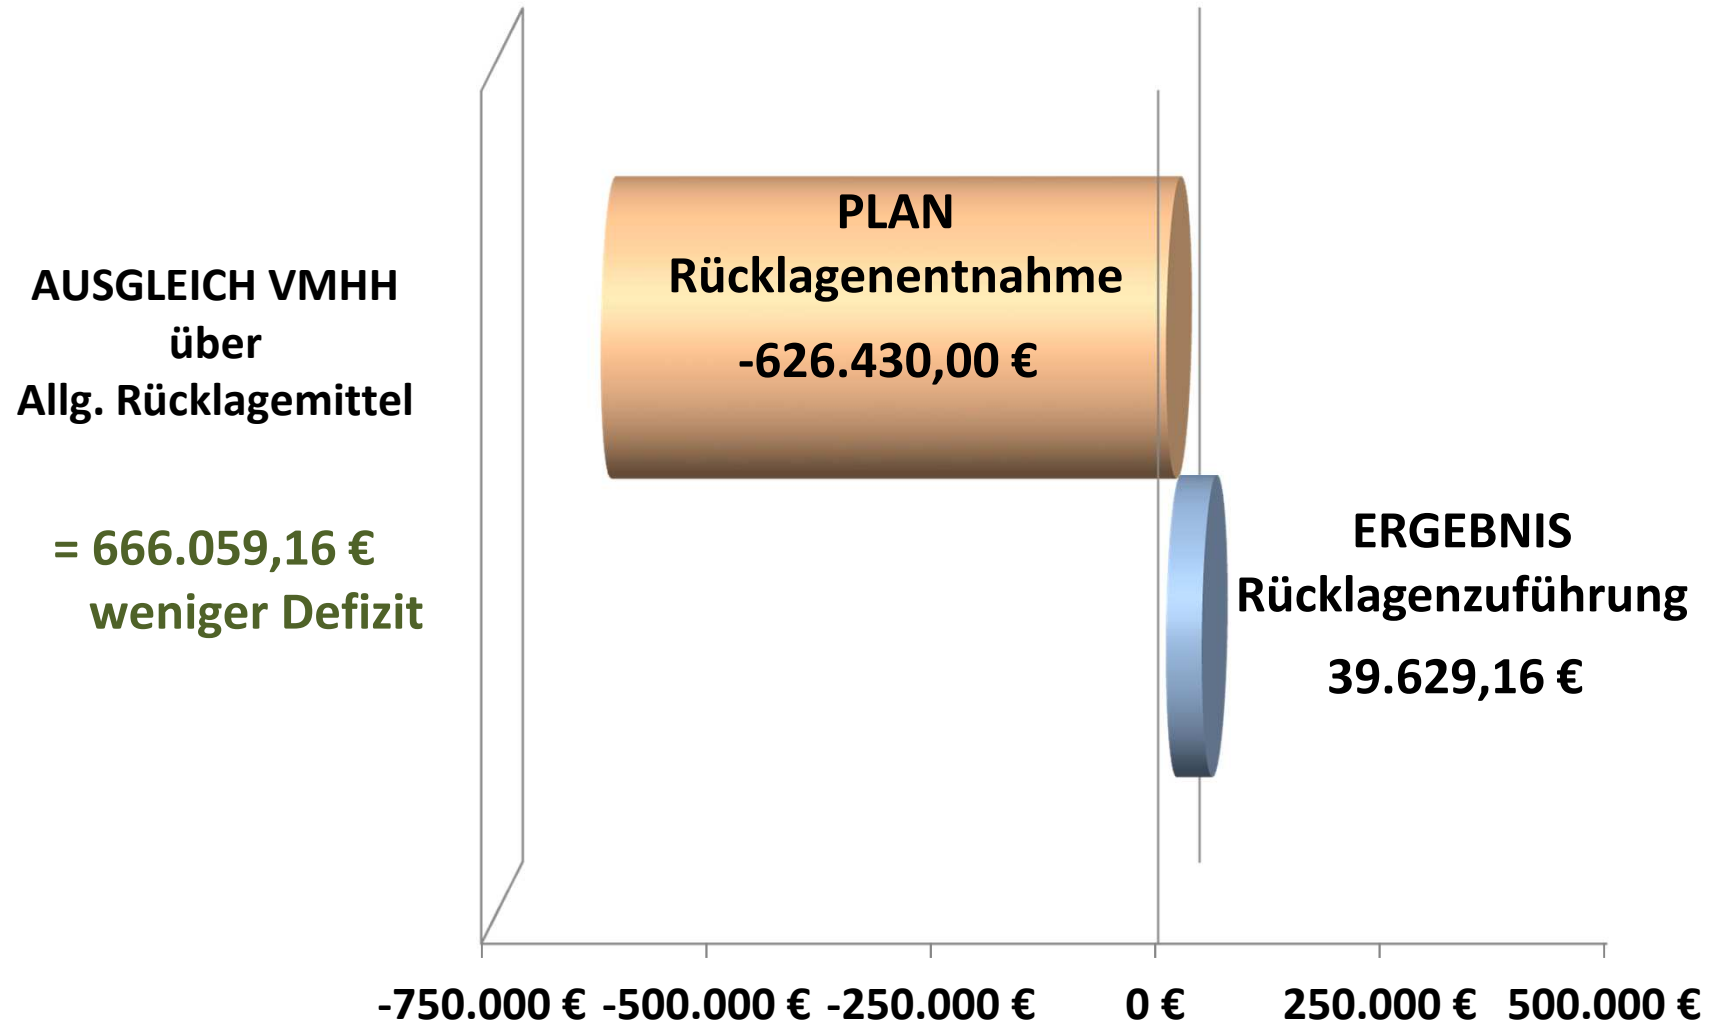 AUSGLEICH VMHH
über
Allg. Rücklagemittel
= 666.059,16 €
weniger Defizit
PLAN
Rücklagenentnahme
-626.430,00 €
ERGEBNIS
Rücklagenzuführung
39.629,16 €
-750.000 € -500.000 € -250.000 € 0 € 250.000 € 500.000 €